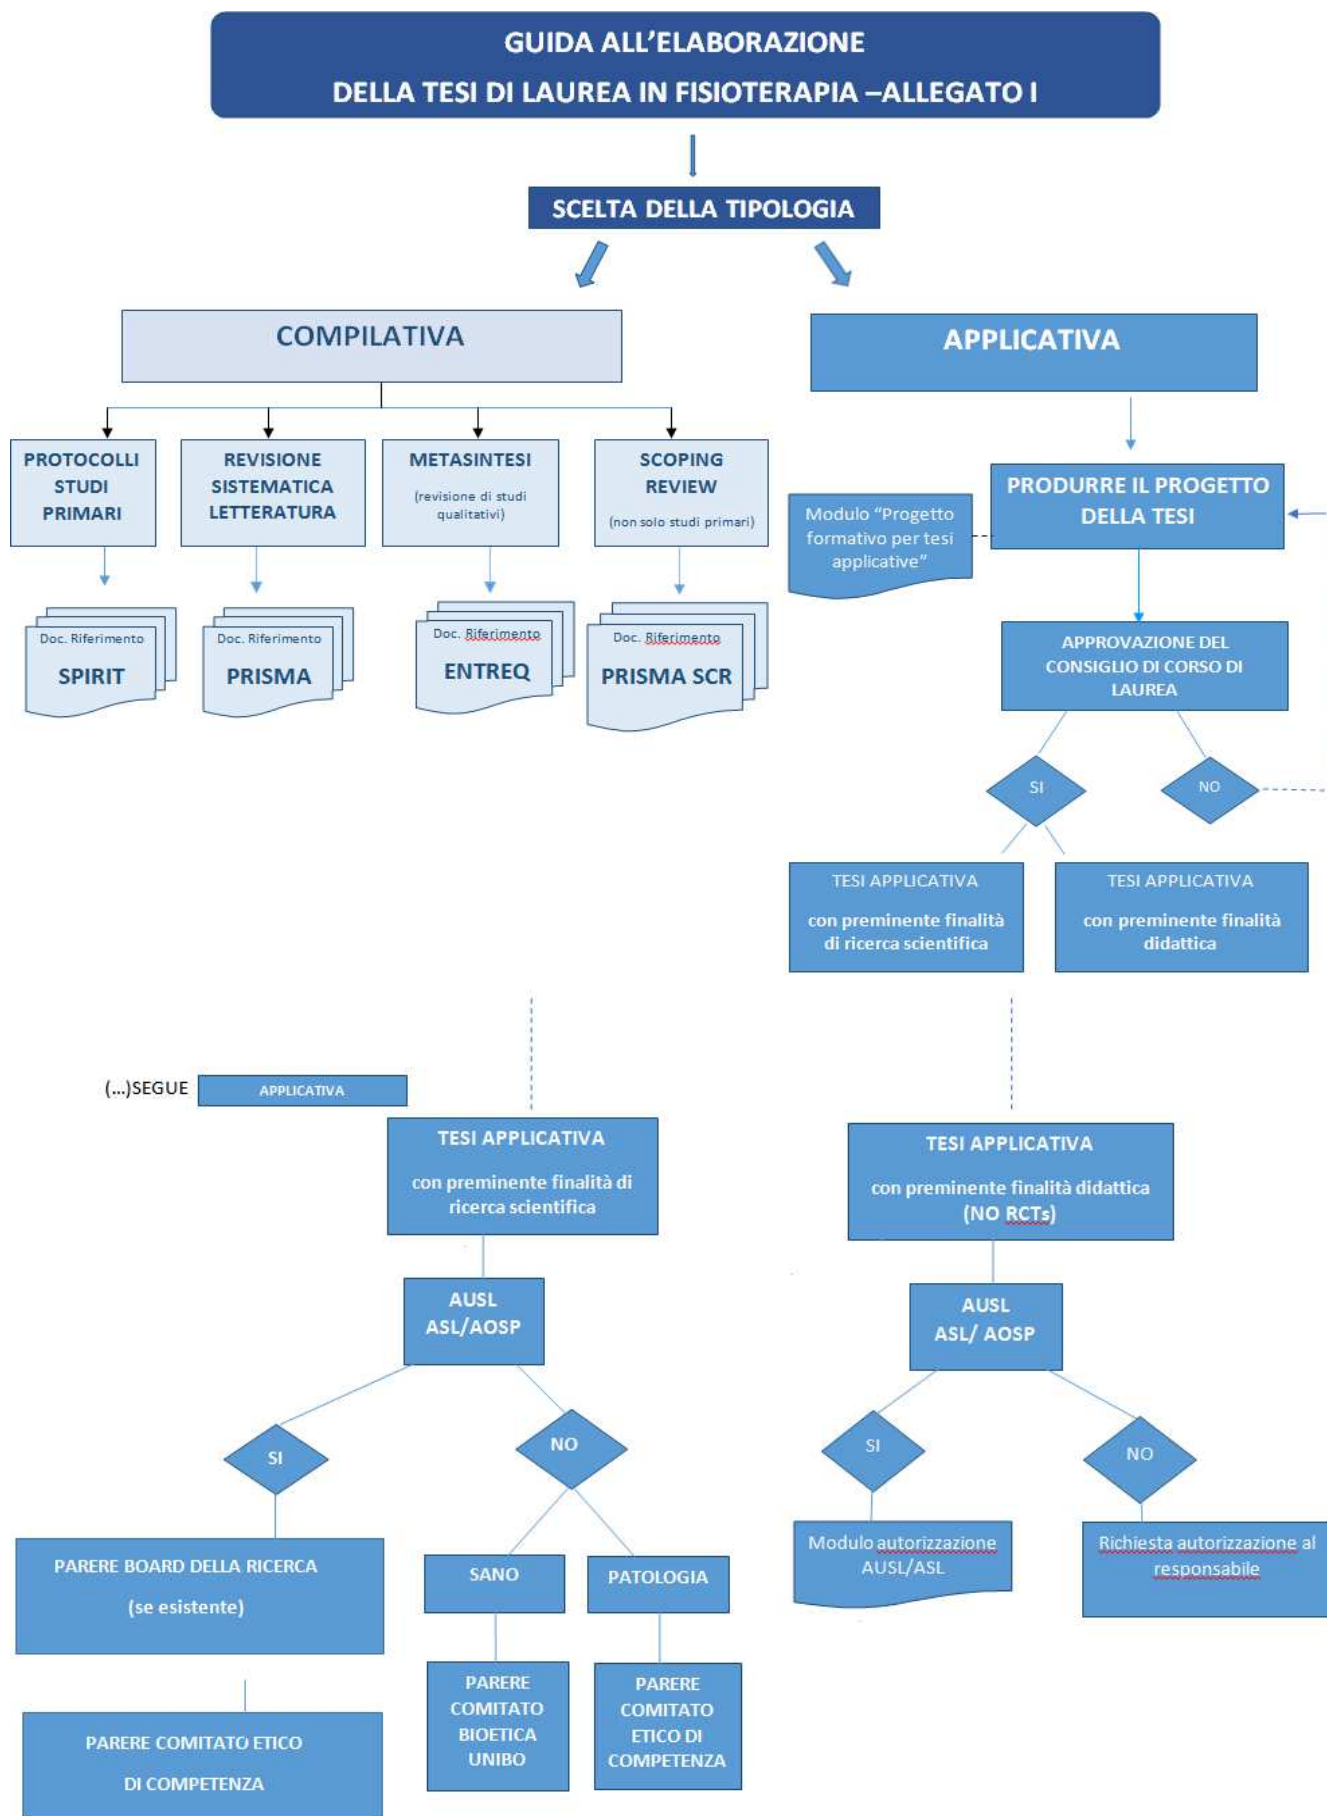 GUIDA ALL'ELABORAZIONE
DELLA TESI DI LAUREA IN FISIOTERAPIA –ALLEGATO I
SCELTA DELLA TIPOLOGIA
COMPILATIVA
APPLICATIVA
PROTOCOLLI
STUDI
PRIMARI
REVISIONE
SISTEMATICA
LETTERATURA
METASINTESI
(revisione di studi
qualitativi)
SCOPING
REVIEW
(non solo studi primari)
Doc. Riferimento
SPIRIT
Doc. Riferimento
PRISMA
Doc. Riferimento
ENTREQ
Doc. Riferimento
PRISMA SCR
PRODURRE IL PROGETTO
DELLA TESI
Modulo "Progetto
formativo per tesi
applicative"
APPROVAZIONE DEL
CONSIGLIO DI CORSO DI
LAUREA
SI
NO
TESI APPLICATIVA
con preminente finalità
di ricerca scientifica
TESI APPLICATIVA
con preminente finalità
didattica
(...)SEGUE
APPLICATIVA
TESI APPLICATIVA
con preminente finalità di
ricerca scientifica
AUSL
ASL/AOSP
SI
NO
PARERE BOARD DELLA RICERCA
(se esistente)
PARERE COMITATO ETICO
DI COMPETENZA
SANO
PATOLOGIA
PARERE
COMITATO
BIOETICA
UNIBO
PARERE
COMITATO
ETICO DI
COMPETENZA
TESI APPLICATIVA
con preminente finalità didattica
(NO RCTs)
AUSL
ASL/ AOSP
SI
NO
Modulo autorizzazione
AUSL/ASL
Richiesta autorizzazione al
responsabile